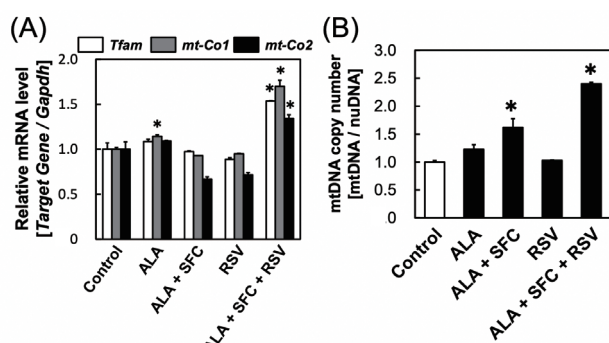 (A)
Tfam mt-Co1 mt-Co2
Relative mRNA level
[Target Gene / Gapdh]
2.0
1.5
1.0
0.5
0
* * * *
Control
ALA
ALA + SFC
RSV
ALA + SFC + RSV
(B)
mtDNA copy number
[mtDNA / nuDNA]
3.0
2.5
2.0
1.5
1.0
0.5
0
* *
Control
ALA
ALA + SFC
RSV
ALA + SFC + RSV